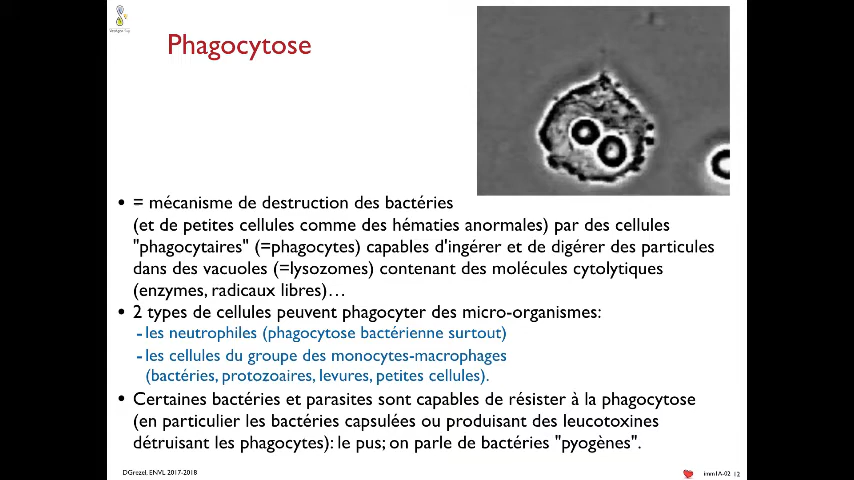 Phagocytose
• = mécanisme de destruction des bactéries
(et de petites cellules comme des hématies anormales) par des cellules
"phagocytaires" (=phagocytes) capables d'ingérer et de digérer des particules
dans des vacuoles (=lysozomes) contenant des molécules cytolytiques
(enzymes, radicaux libres)…
• 2 types de cellules peuvent phagocyter des micro-organismes:
- les neutrophiles (phagocytose bactérienne surtout)
- les cellules du groupe des monocytes-macrophages
(bactéries, protozoaires, levures, petites cellules).
• Certaines bactéries et parasites sont capables de résister à la phagocytose
(en particulier les bactéries capsulées ou produisant des leucotoxines
détruisant les phagocytes): le pus; on parle de bactéries "pyogènes".
DGrezel, ENVL 2017-2018
imm1A-02 12